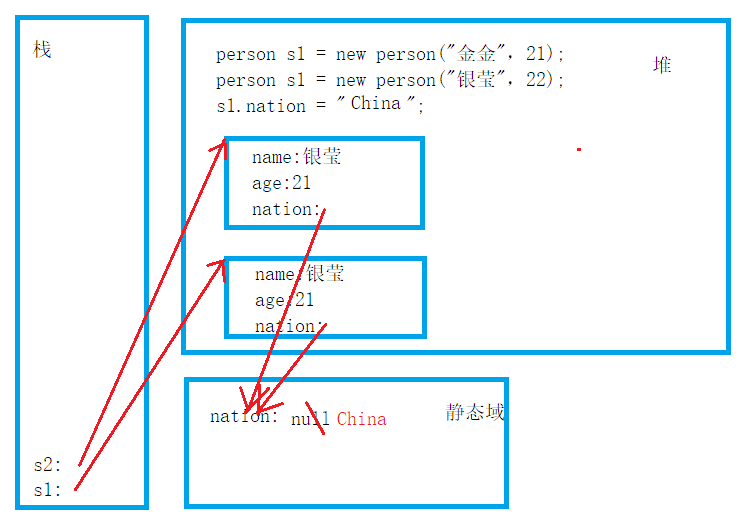 栈
堆
person s1 = new person("金金", 21);
person s1 = new person("银莹", 22);
s1.nation = "China";
name:银莹
age:21
nation:
name:银莹
age:21
nation:
nation: null China
静态域
s2:
s1: